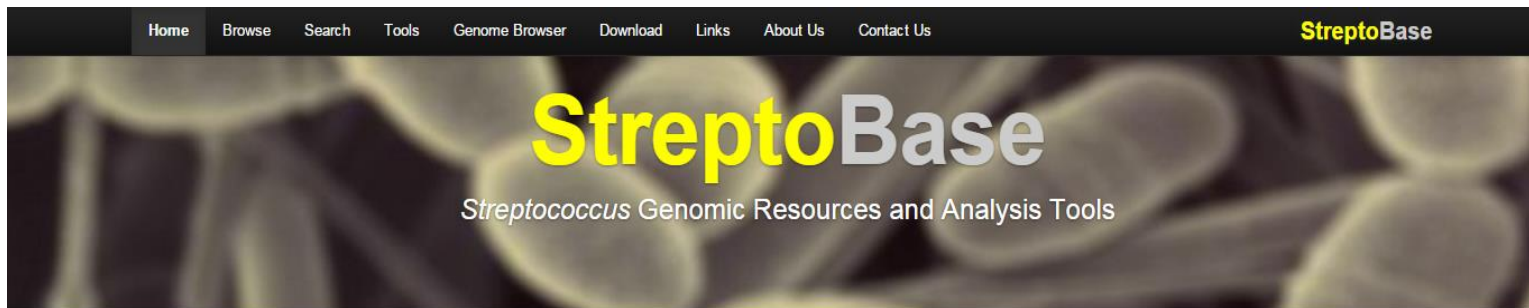 Home Browse Search Tools Genome Browser Download Links About Us Contact Us StreptoBase
StreptoBase
Streptococcus Genomic Resources and Analysis Tools